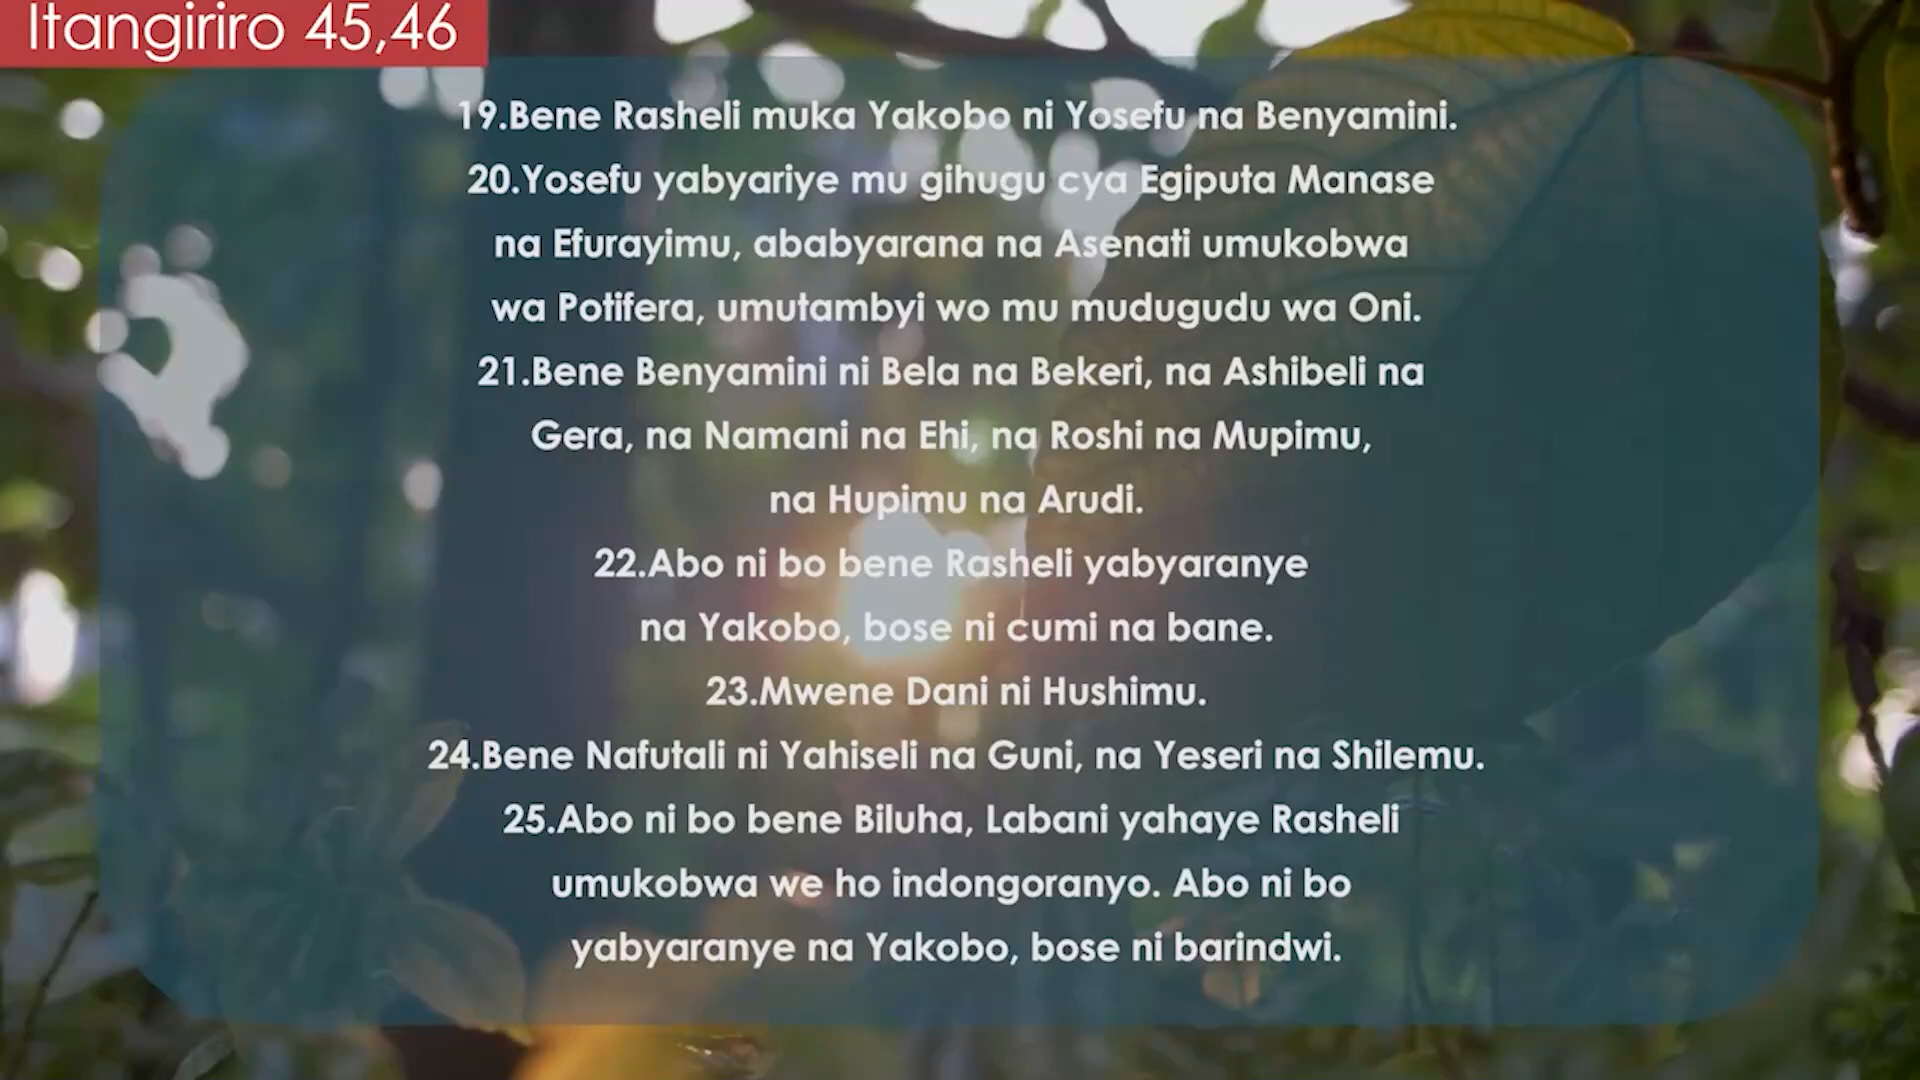 Itangiriro 45,46
19.Bene Rasheli muka Yakobo ni Yosefu na Benyamini.
20.Yosefu yabyariye mu gihugu cya Egiputa Manase
na Efurayimu, ababyarana na Asenati umukobwa
wa Potifera, umutambyi wo mu mudugudu wa Oni.
21.Bene Benyamini ni Bela na Bekeri, na Ashibeli na
Gera, na Namani na Ehi, na Roshi na Mupimu,
na Hupimu na Arudi.
22.Abo ni bo bene Rasheli yabyaranye
na Yakobo, bose ni cumi na bane.
23.Mwene Dani ni Hushimu.
24.Bene Nafutali ni Yahiseli na Guni, na Yeseri na Shilemu.
25.Abo ni bo bene Biluha, Labani yahaye Rasheli
umukobwa we ho indongoranyo. Abo ni bo
yabyaranye na Yakobo, bose ni barindwi.